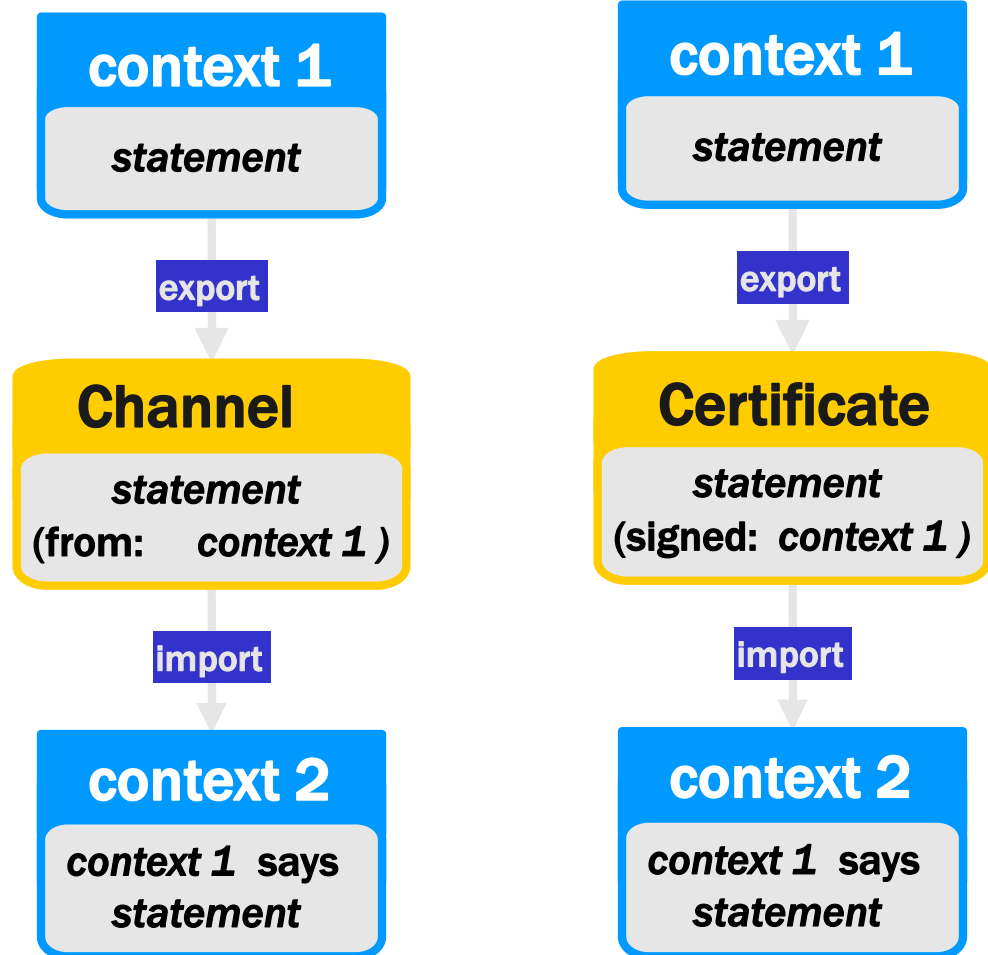 context 1
statement
export
Channel
statement
(from: context 1 )
import
context 2
context 1 says
statement
context 1
statement
export
Certificate
statement
(signed: context 1 )
import
context 2
context 1 says
statement